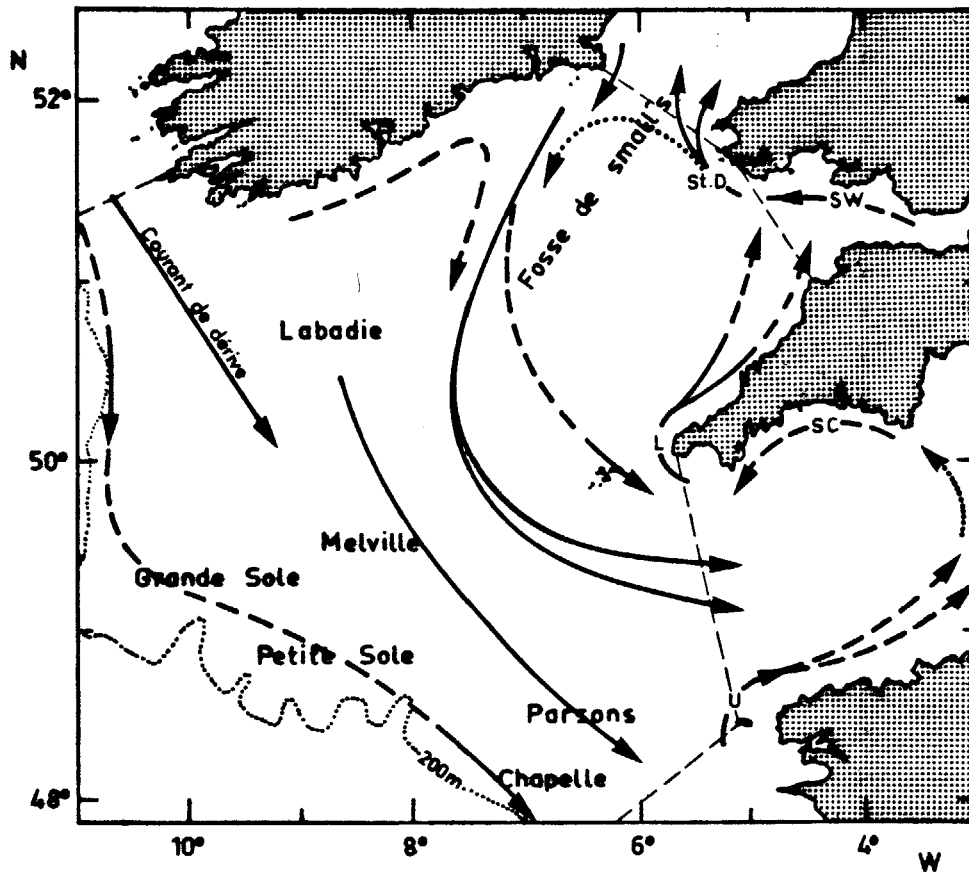 N
52°
50°
48°
10°
8°
6°
4°
W
Fosse de smalls
St.D
SW
Courant de dérive
Labadie
L
SC
Melville
Grande Sole
Petite Sole
U
Parsons
200m
Chapelle